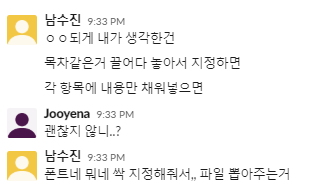 남수진 9:33 PM
ㅇㅇ되게 내가 생각한건
목차같은거 끌어다 놓아서 지정하면
각 항목에 내용만 채워넣으면
Jooyena 9:33 PM
괜찮지 않니..?
남수진 9:33 PM
폰트네 뭐네 싹 지정해줘서,, 파일 뽑아주는거